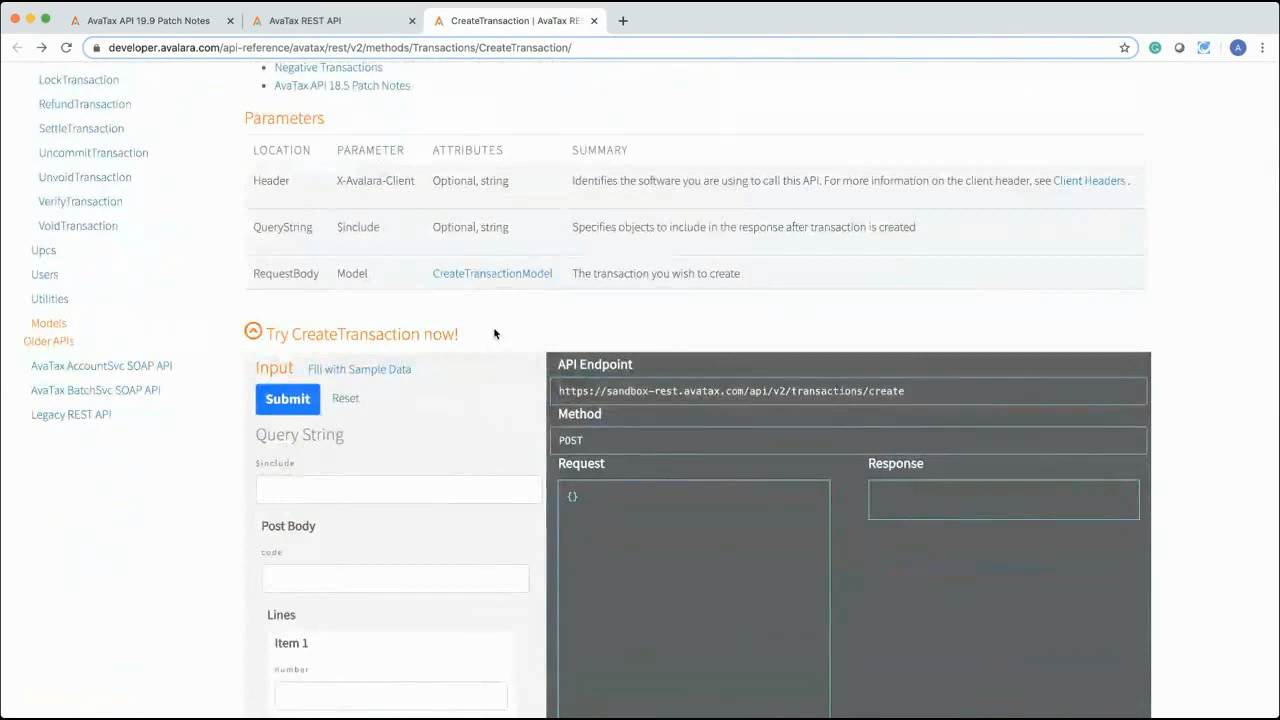 AvaTax API 19.9 Patch Notes
AvaTax REST API
CreateTransaction | AvaTax RES
developer.avalara.com/api-reference/avatax/rest/v2/methods/Transactions/CreateTransaction/
A
LockTransaction
RefundTransaction
SettleTransaction
UncommitTransaction
UnvoidTransaction
VerifyTransaction
VoidTransaction
Upcs
Users
Utilities
Models
Older APIs
AvaTax AccountSvc SOAP API
AvaTax BatchSvc SOAP API
Legacy REST API
Negative Transactions
AvaTax API 18.5 Patch Notes
Parameters
LOCATION PARAMETER ATTRIBUTES SUMMARY
Header X-Avalara-Client Optional, string Identifies the software you are using to call this API. For more information on the client header, see Client Headers .
QueryString $include Optional, string Specifies objects to include in the response after transaction is created
RequestBody Model CreateTransactionModel The transaction you wish to create
Try CreateTransaction now!
Input Fill with Sample Data
Submit Reset
Query String
$include
Post Body
code
Lines
Item 1
number
API Endpoint
https://sandbox-rest.avatax.com/api/v2/transactions/create
Method
POST
Request Response
{}